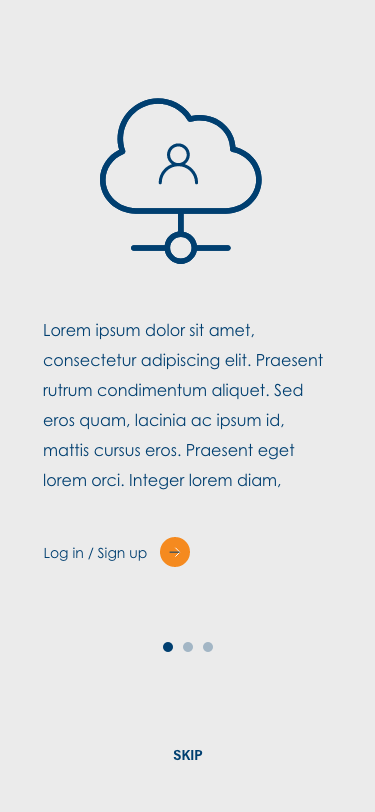 Lorem ipsum dolor sit amet,
consectetur adipiscing elit. Praesent
rutrum condimentum aliquet. Sed
eros quam, lacinia ac ipsum id,
mattis cursus eros. Praesent eget
lorem orci. Integer lorem diam,
Log in / Sign up
SKIP